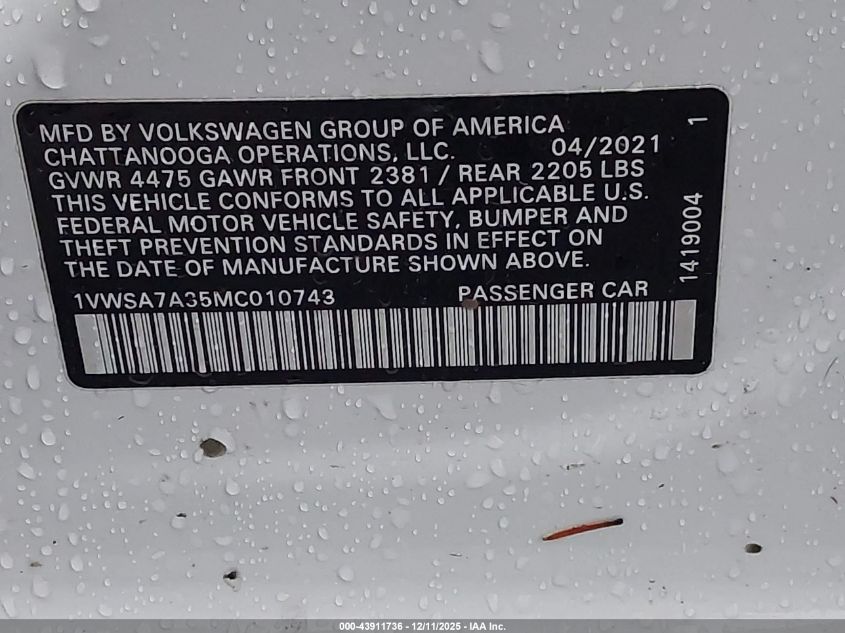 MFD BY VOLKSWAGEN GROUP OF AMERICA
CHATTANOOGA OPERATIONS, LLC. 04/2021
GVWR 4475 GAWR FRONT 2381 / REAR 2205 LBS
THIS VEHICLE CONFORMS TO ALL APPLICABLE U.S.
FEDERAL MOTOR VEHICLE SAFETY, BUMPER AND
THEFT PREVENTION STANDARDS IN EFFECT ON
THE DATE OF MANUFACTURE SHOWN ABOVE.
1VWSA7A35MC010743 PASSENGER CAR
1419004 1
000-43911736 - 12/11/2025 - IAA Inc.